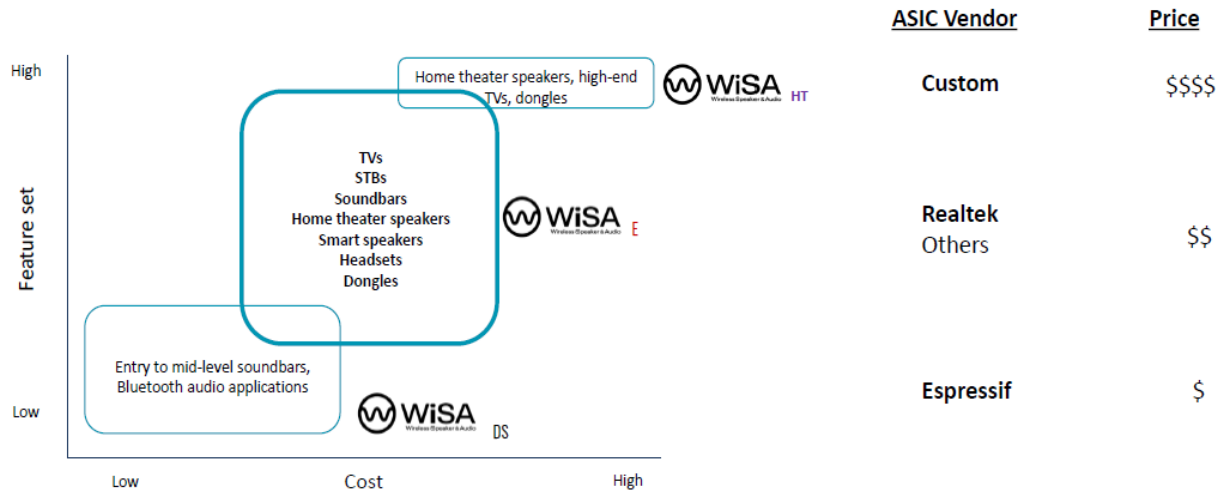 ASIC Vendor
Price
High
Home theater speakers, high-end
TVs, dongles
WiSA
Wireless Speaker & Audio
HT
Custom
$$$$
TVs
STBs
Soundbars
Home theater speakers
Smart speakers
Headsets
Dongles
WiSA
Wireless Speaker & Audio
E
Realtek
Others
$$
Feature set
Entry to mid-level soundbars,
Bluetooth audio applications
WiSA
Wireless Speaker & Audio
DS
Espressif
$
Low
Low
Cost
High